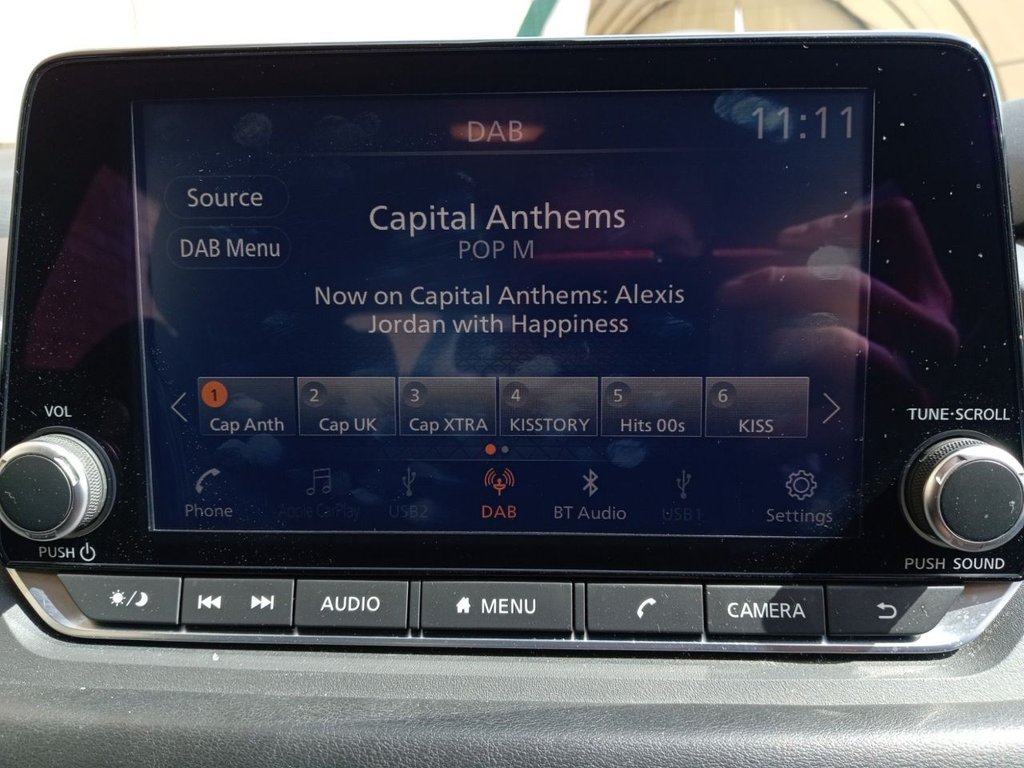 DAB
11:11
Source
DAB Menu
Capital Anthems
POP M
Now on Capital Anthems: Alexis
Jordan with Happiness
1 Cap Anth
2 Cap UK
3 Cap XTRA
4 KISSTORY
5 Hits 00s
6 KISS
Phone
Apple CarPlay
USB2
DAB
BT Audio
USB1
Settings
VOL
PUSH
TUNE·SCROLL
PUSH SOUND
AUDIO
MENU
CAMERA